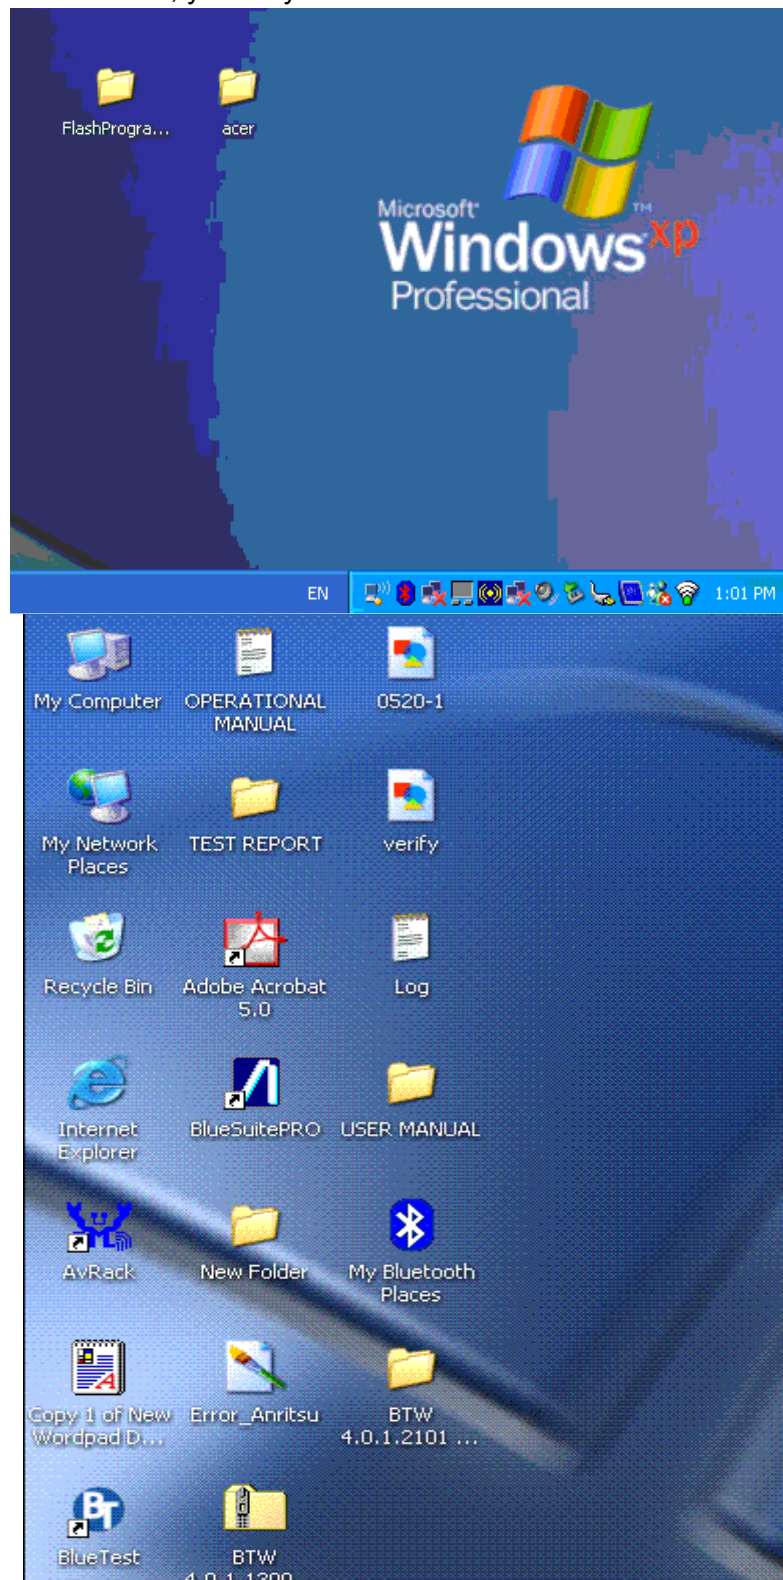 FlashProgra...
acer
Microsoft
Windows xp
TM
Professional
EN
1:01 PM
My Computer
OPERATIONAL
MANUAL
0520-1
My Network
Places
TEST REPORT
verify
Recycle Bin
Adobe Acrobat
5.0
Log
Internet
Explorer
BlueSuitePRO
USER MANUAL
AvRack
New Folder
My Bluetooth
Places
Copy 1 of New
Wordpad D...
Error_Anritsu
BTW
4.0.1.2101 ...
BT
BlueTest
BTW